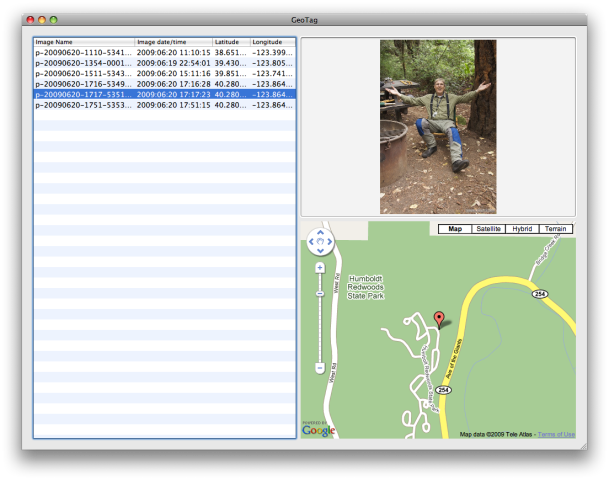 GeoTag
Image Name Image date/time Latitude Longitude
p-20090620-1110-5341... 2009:06:20 11:10:15 38.651... -123.399...
p-20090620-1354-0001... 2009:06:19 22:54:01 39.430... -123.805...
p-20090620-1511-5343... 2009:06:20 15:11:16 39.851... -123.741...
p-20090620-1716-5349... 2009:06:20 17:16:28 40.280... -123.864...
p-20090620-1717-5351... 2009:06:20 17:17:23 40.280... -123.864...
p-20090620-1751-5353... 2009:06:20 17:51:15 40.280... -123.864...
Map Satellite Hybrid Terrain
West Rd
Humboldt
Redwoods
State Park
254
Ave of the Giants
254
West Rd
POWERED BY
Google
Map data ©2009 Tele Atlas - Terms of Use